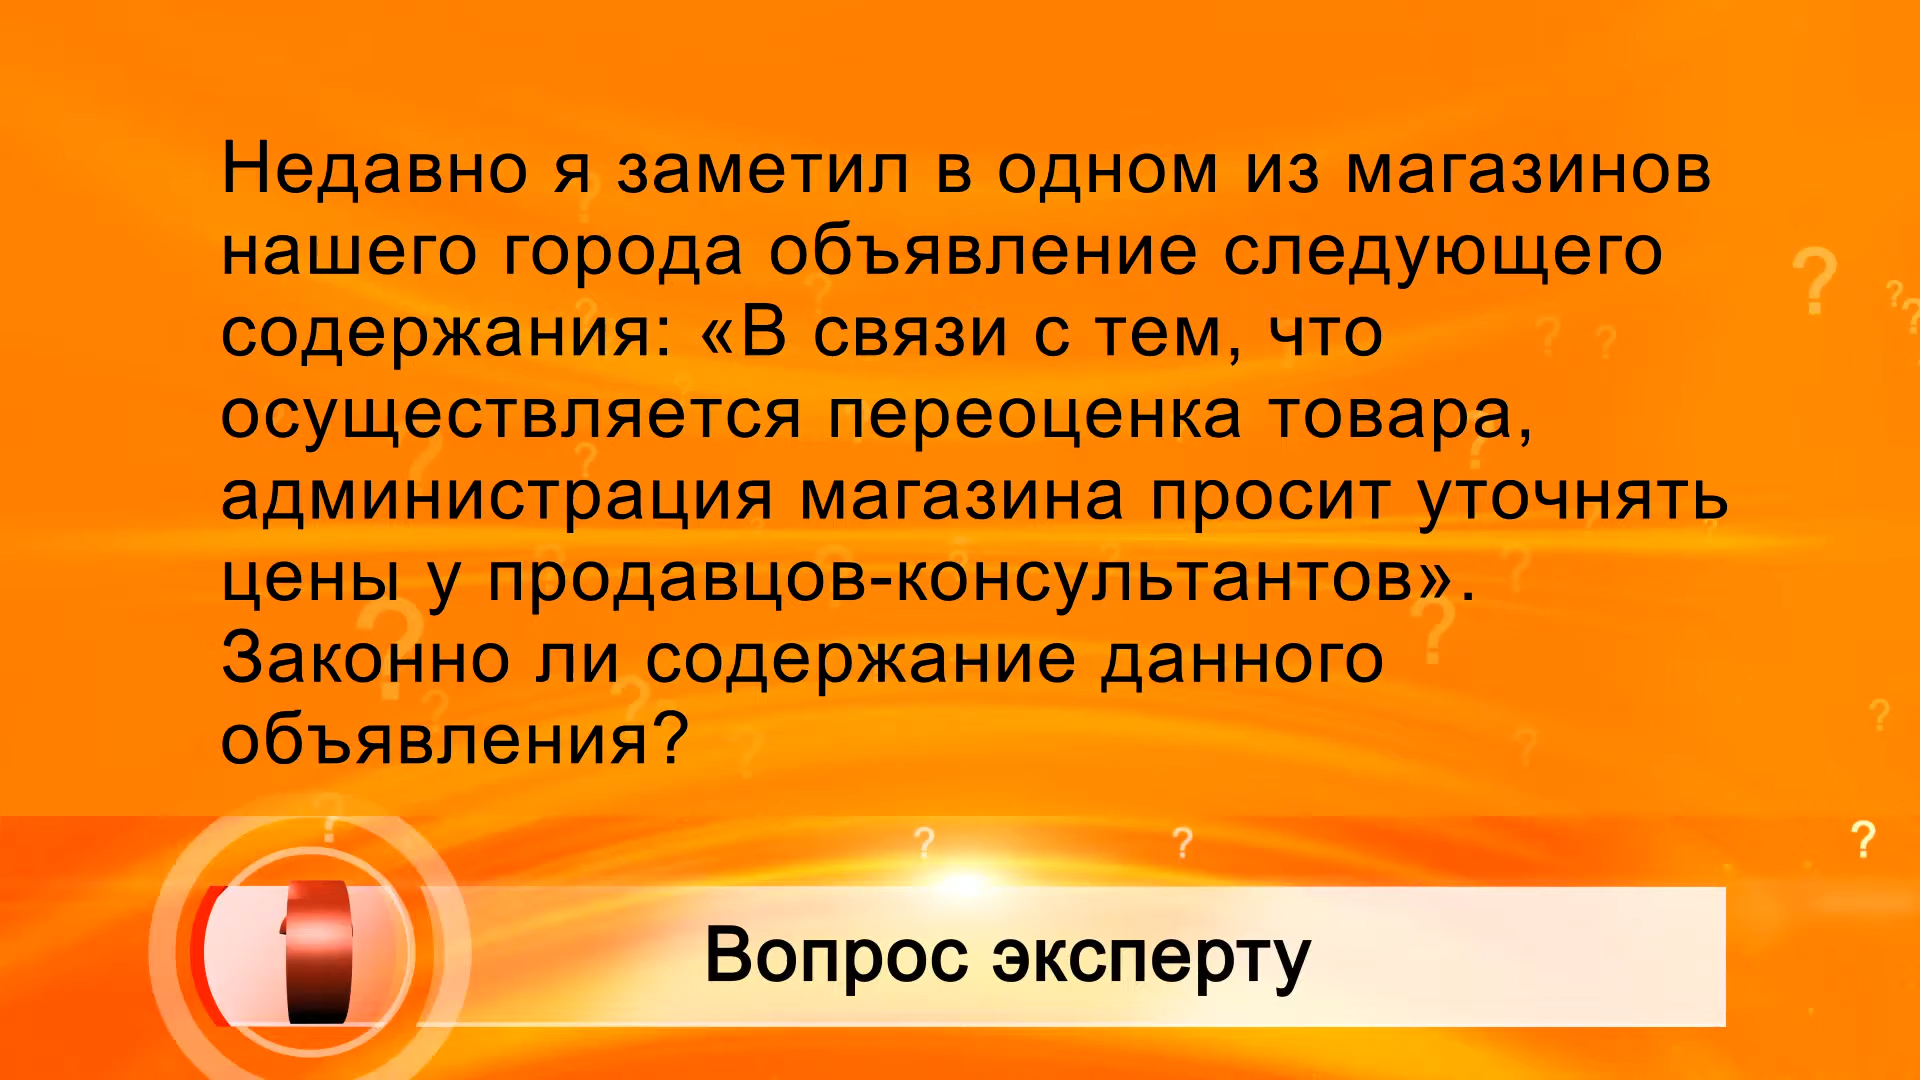 Недавно я заметил в одном из магазинов
нашего города объявление следующего
содержания: «В связи с тем, что
осуществляется переоценка товара,
администрация магазина просит уточнять
цены у продавцов-консультантов».
Законно ли содержание данного
объявления?
Вопрос эксперту